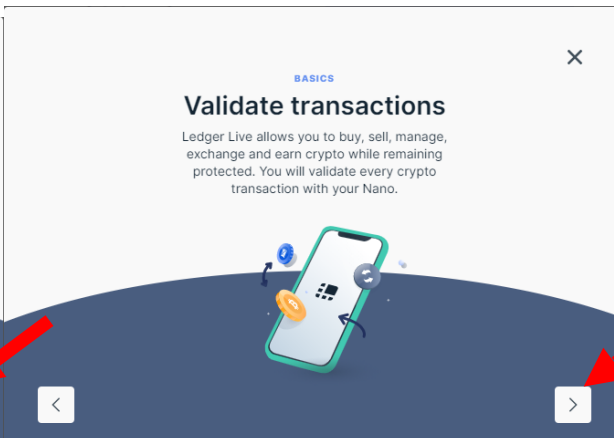 BASICS
Validate transactions
Ledger Live allows you to buy, sell, manage,
exchange and earn crypto while remaining
protected. You will validate every crypto
transaction with your Nano.